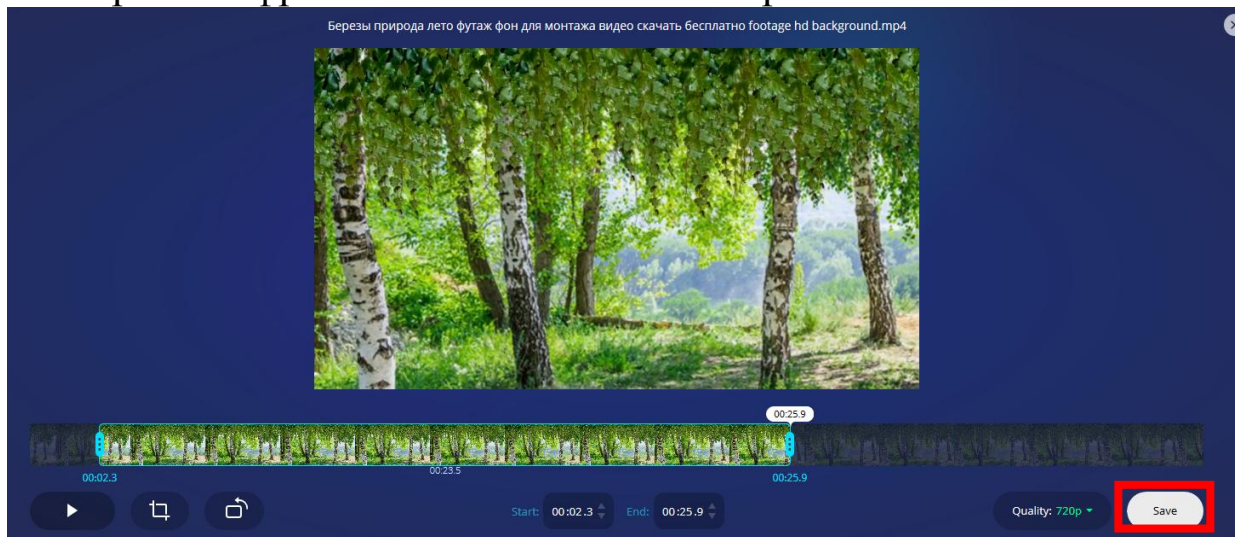 Березы природа лето футаж фон для монтажа видео скачать бесплатно footage hd background.mp4
00:25.9
00:02.3
00:23.5
00:25.9
Start: 00:02.3 End: 00:25.9 Quality: 720p Save